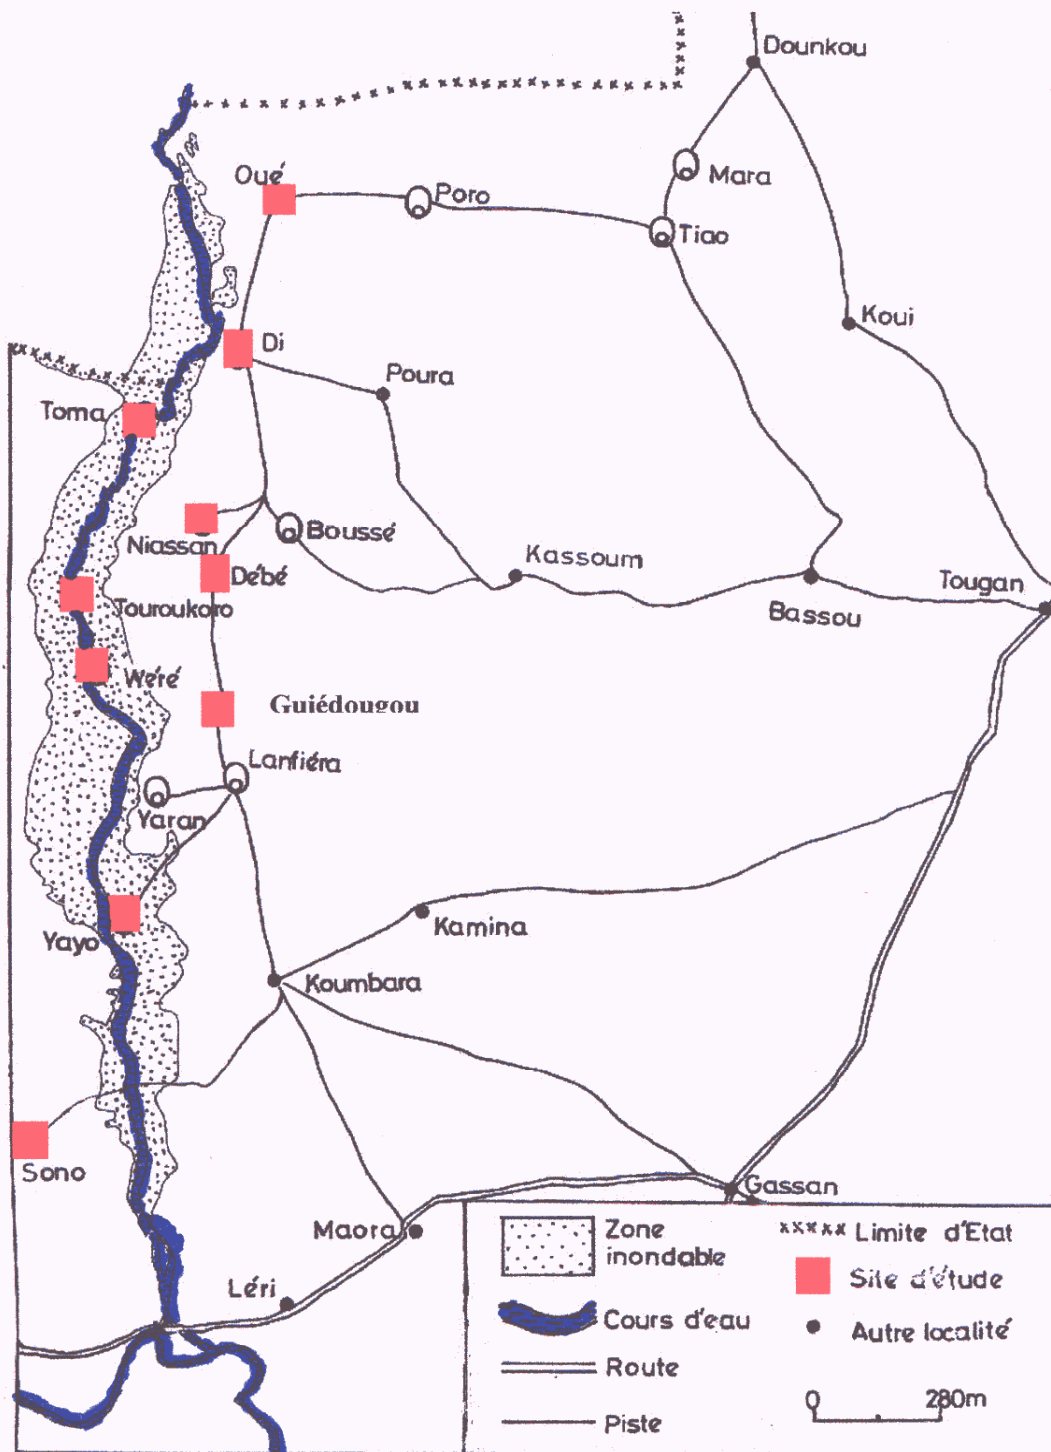 Dounkou
Mara
Oué
Poro
Tiao
Koui
Di
Poura
Toma
Niassan
Boussé
Kassoum
Débé
Tougan
Touroukoro
Bassou
Wéré
Guiédougou
Lanfiéra
Yaran
Kamina
Yayo
Koumbara
Sono
Gassan
Maora
Léri
Zone
inondable
Cours d'eau
Route
Piste
xxxxxx Limite d'Etat
Site d'étude
Autre localité
0 280m